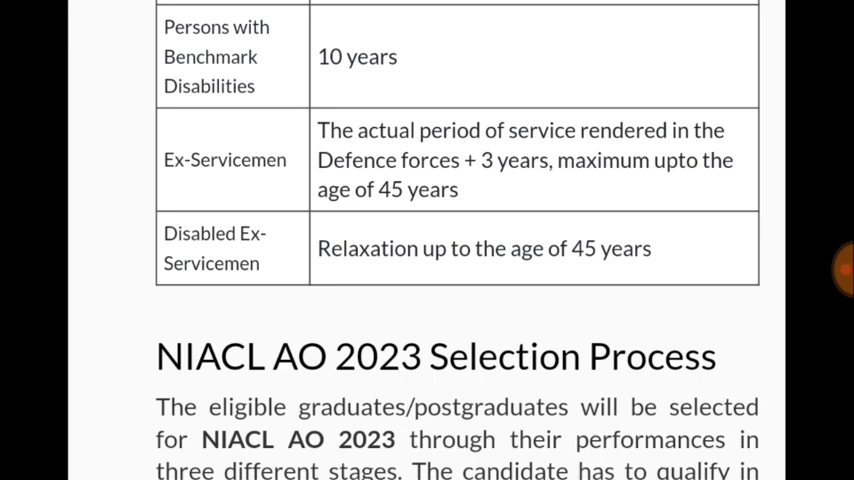 Persons with
Benchmark
Disabilities
10 years
Ex-Servicemen
The actual period of service rendered in the
Defence forces + 3 years, maximum upto the
age of 45 years
Disabled Ex-
Servicemen
Relaxation up to the age of 45 years
NIACL AO 2023 Selection Process
The eligible graduates/postgraduates will be selected
for NIACL AO 2023 through their performances in
three different stages. The candidate has to qualify in